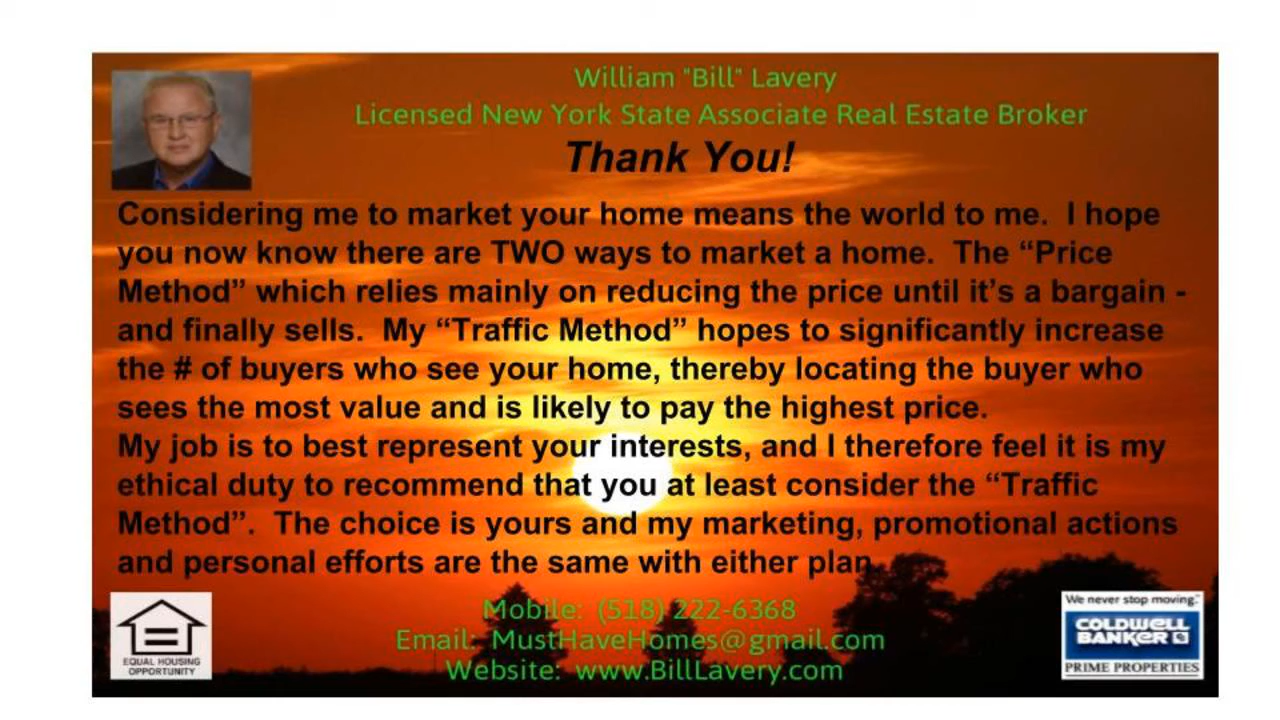 William "Bill" Lavery
Licensed New York State Associate Real Estate Broker
Thank You!
Considering me to market your home means the world to me.  I hope
you now know there are TWO ways to market a home.  The “Price
Method” which relies mainly on reducing the price until it’s a bargain -
and finally sells.  My “Traffic Method” hopes to significantly increase
the # of buyers who see your home, thereby locating the buyer who
sees the most value and is likely to pay the highest price.
My job is to best represent your interests, and I therefore feel it is my
ethical duty to recommend that you at least consider the “Traffic
Method”.  The choice is yours and my marketing, promotional actions
and personal efforts are the same with either plan.
Mobile:  (518) 222-6368
Email:  MustHaveHomes@gmail.com
Website:  www.BillLavery.com
EQUAL HOUSING
OPPORTUNITY
We never stop moving.™
COLDWELL
BANKER
PRIME PROPERTIES